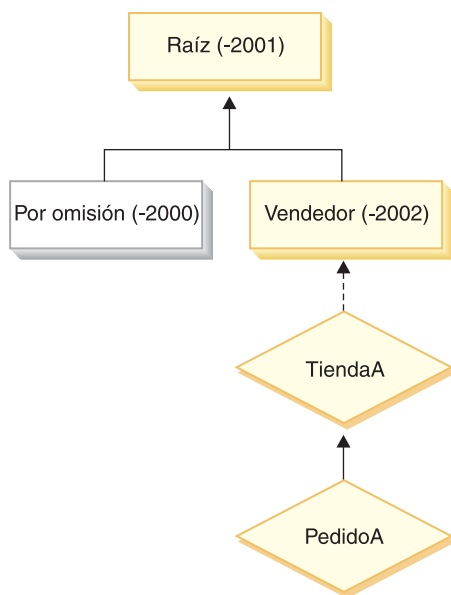 Raíz (-2001)
Por omisión (-2000)
Vendedor (-2002)
TiendaA
PedidoA